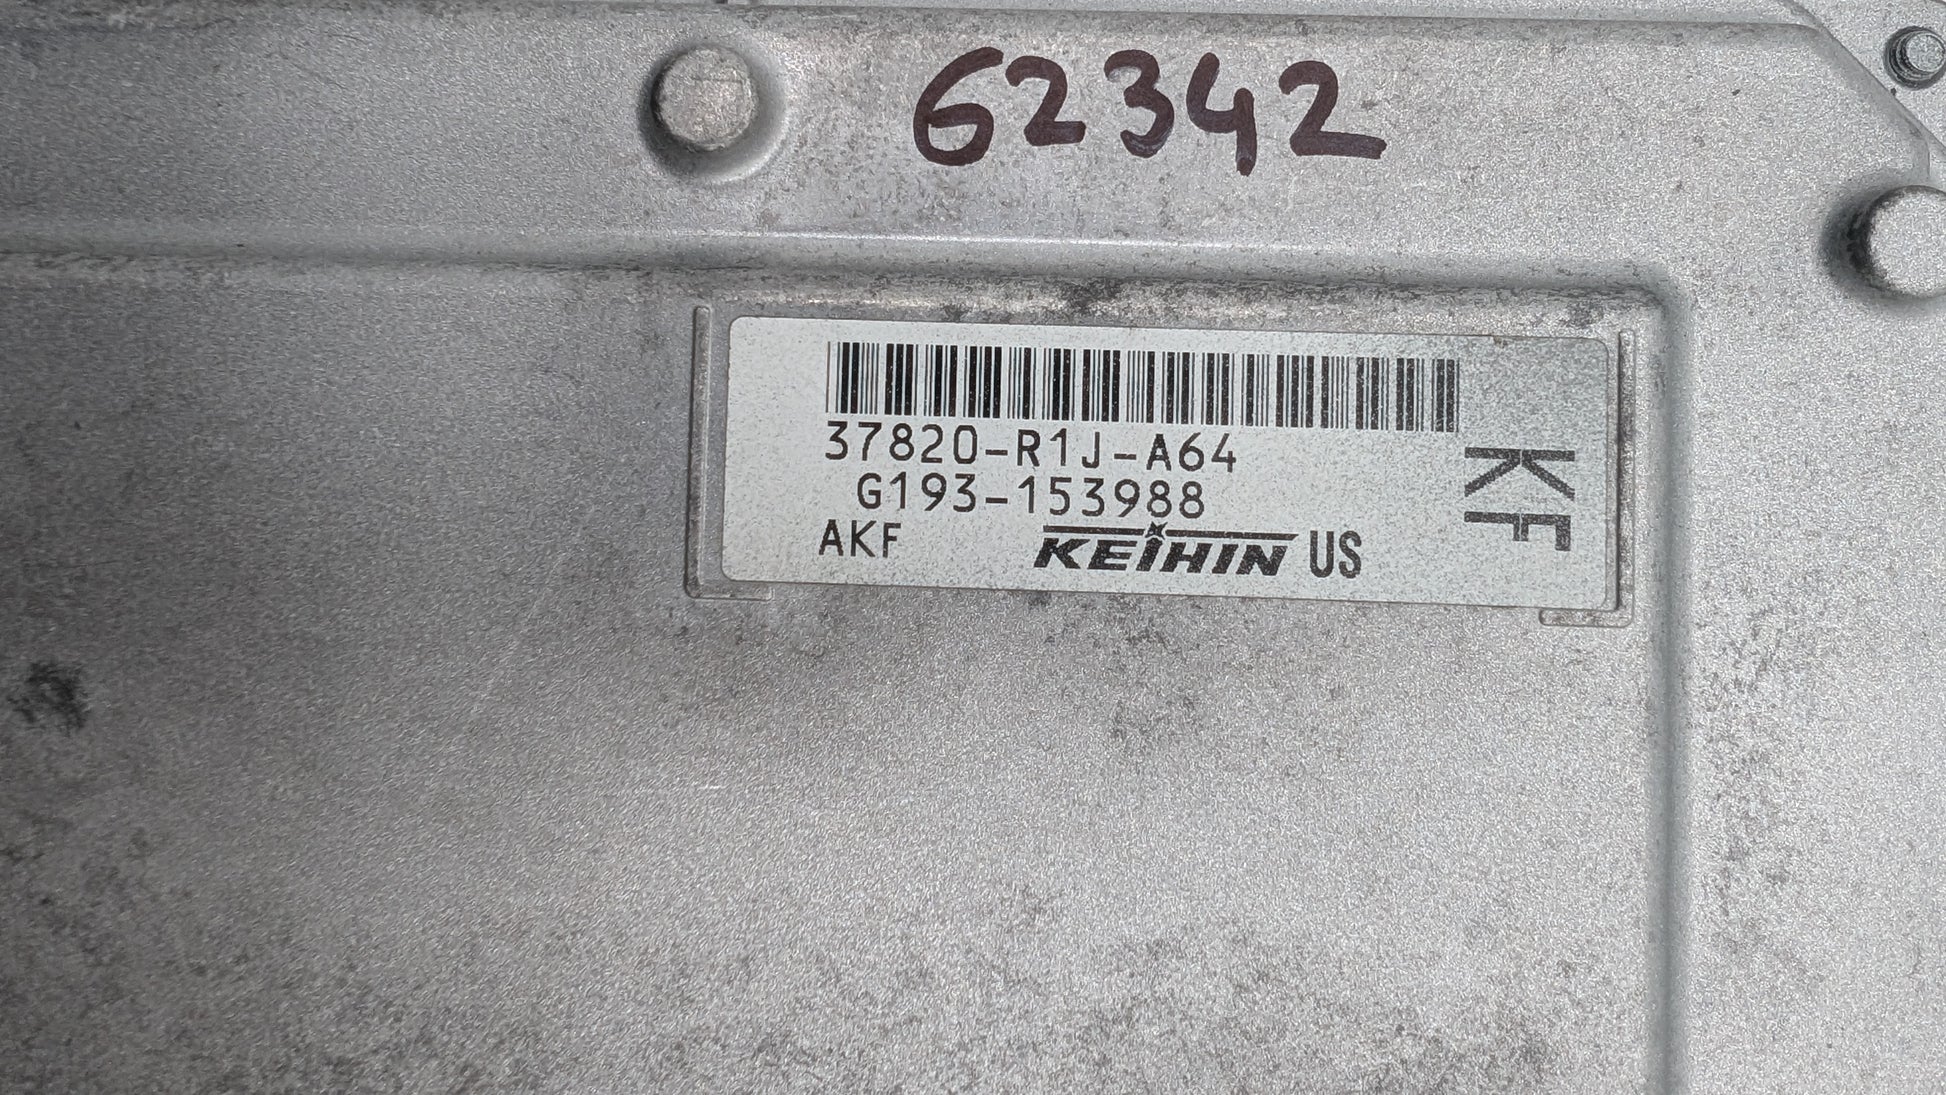 62342
37820-R1J-A64
G193-153988
AKF
KEIHIN US
KF